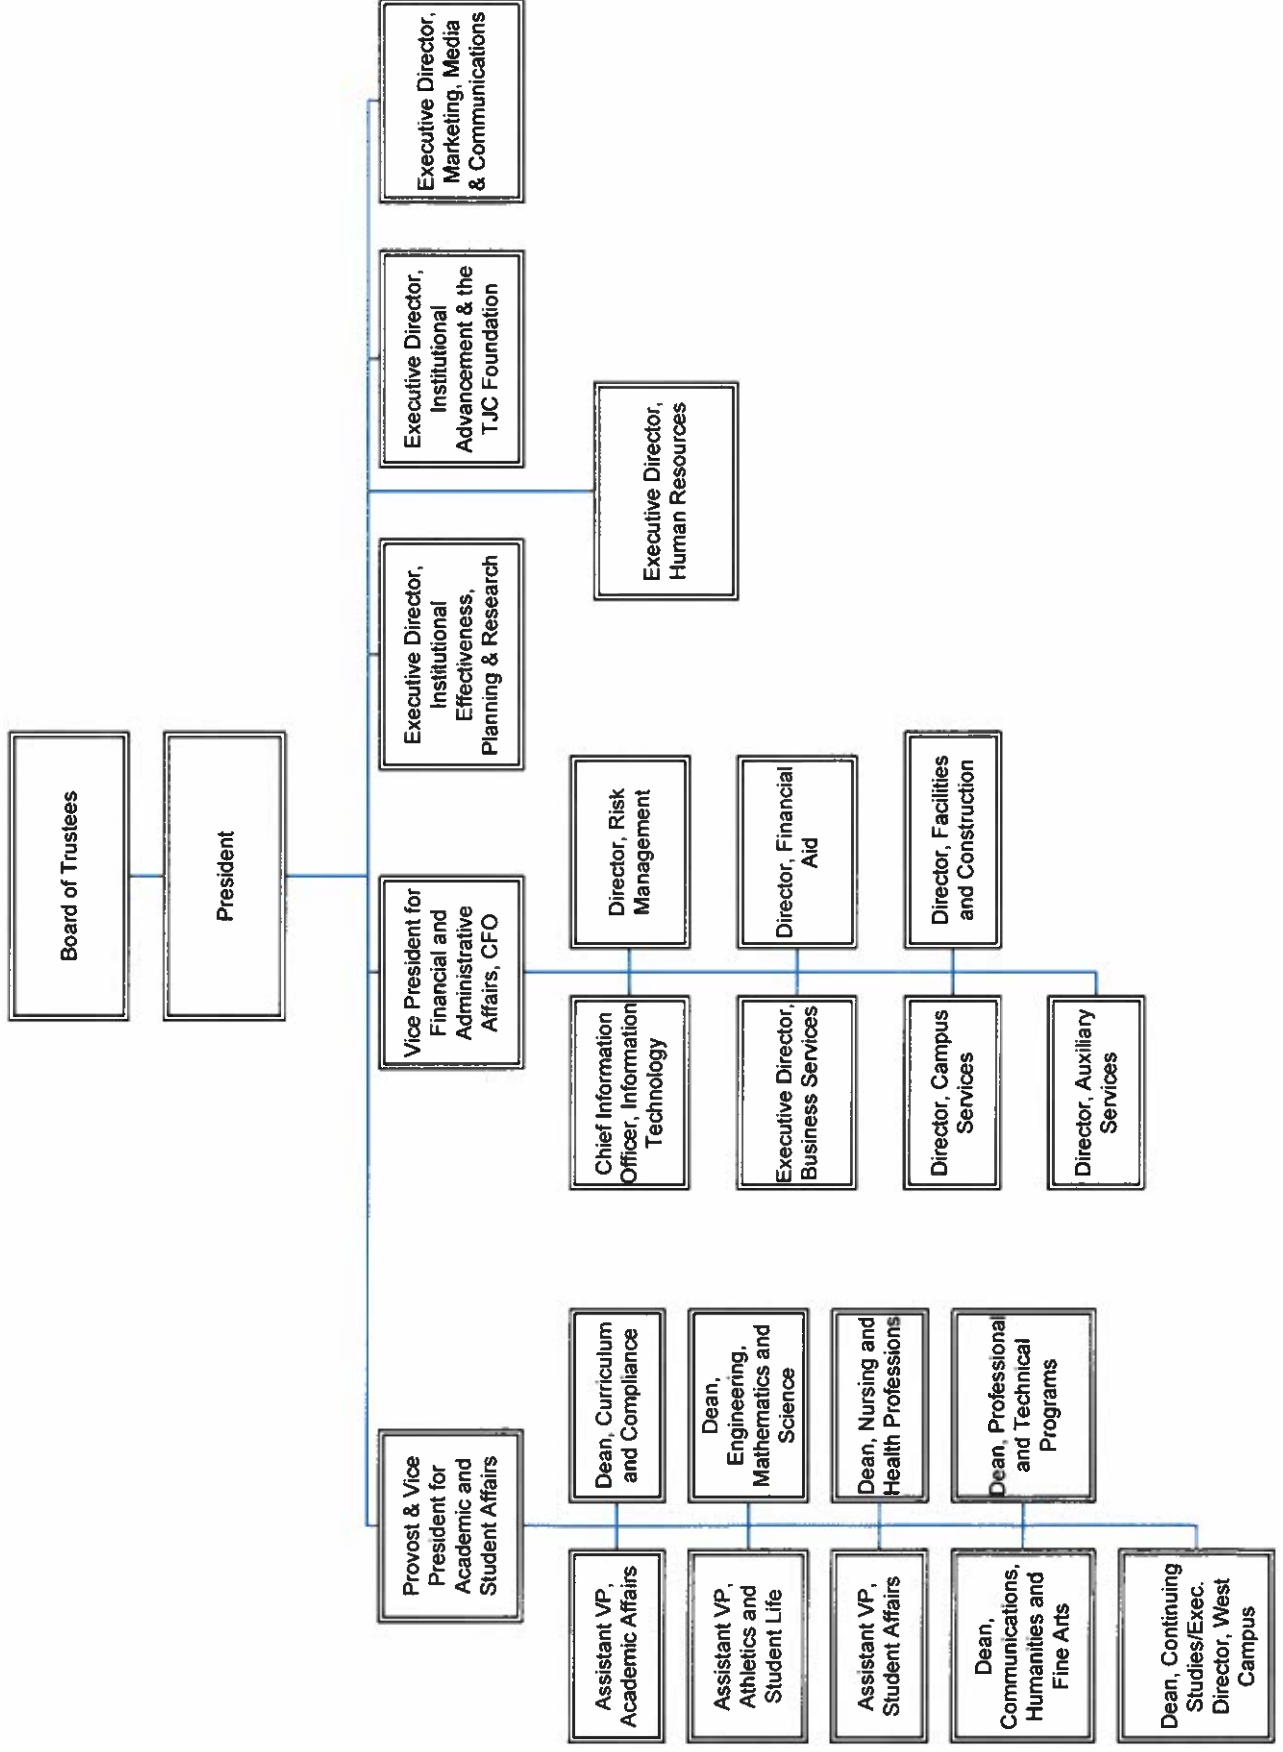 Board of Trustees
President
Provost & Vice
President for
Academic and
Student Affairs
Vice President for
Financial and
Administrative
Affairs, CFO
Executive Director,
Institutional
Effectiveness,
Planning & Research
Executive Director,
Institutional
Advancement & the
TJC Foundation
Executive Director,
Marketing, Media
& Communications
Executive Director,
Human Resources
Assistant VP,
Academic Affairs
Dean, Curriculum
and Compliance
Assistant VP,
Athletics and
Student Life
Dean,
Engineering,
Mathematics and
Science
Assistant VP,
Student Affairs
Dean, Nursing and
Health Professions
Dean,
Communications,
Humanities and
Fine Arts
Dean, Professional
and Technical
Programs
Dean, Continuing
Studies/Exec.
Director, West
Campus
Chief Information
Officer, Information
Technology
Director, Risk
Management
Executive Director,
Business Services
Director, Financial
Aid
Director, Campus
Services
Director, Facilities
and Construction
Director, Auxiliary
Services